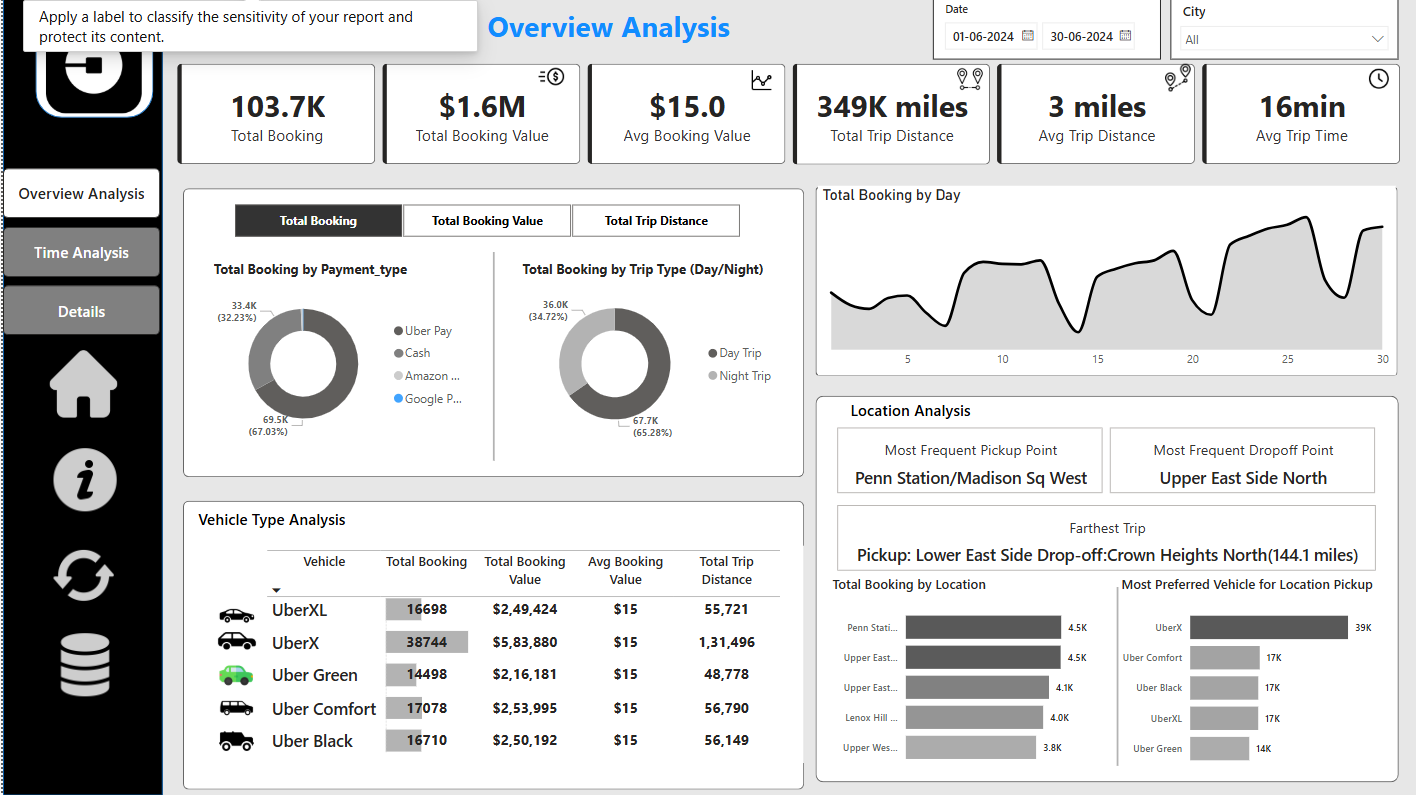 Apply a label to classify the sensitivity of your report and
protect its content.
Overview Analysis
Date
01-06-2024
30-06-2024
City
All
103.7K
Total Booking
$1.6M
Total Booking Value
$15.0
Avg Booking Value
349K miles
Total Trip Distance
3 miles
Avg Trip Distance
16min
Avg Trip Time
Overview Analysis
Time Analysis
Details
Total Booking
Total Booking Value
Total Trip Distance
Total Booking by Payment_type
33.4K
(32.23%)
69.5K
(67.03%)
Uber Pay
Cash
Amazon ...
Google P...
Total Booking by Trip Type (Day/Night)
36.0K
(34.72%)
67.7K
(65.28%)
Day Trip
Night Trip
Total Booking by Day
5 10 15 20 25 30
Vehicle Type Analysis
Vehicle Total Booking Total Booking Value Avg Booking Value Total Trip Distance
UberXL 16698 $2,49,424 $15 55,721
UberX 38744 $5,83,880 $15 1,31,496
Uber Green 14498 $2,16,181 $15 48,778
Uber Comfort 17078 $2,53,995 $15 56,790
Uber Black 16710 $2,50,192 $15 56,149
Location Analysis
Most Frequent Pickup Point
Penn Station/Madison Sq West
Most Frequent Dropoff Point
Upper East Side North
Farthest Trip
Pickup: Lower East Side Drop-off:Crown Heights North(144.1 miles)
Total Booking by Location
Penn Stati... 4.5K
Upper East... 4.5K
Upper East... 4.1K
Lenox Hill ... 4.0K
Upper Wes... 3.8K
Most Preferred Vehicle for Location Pickup
UberX 39K
Uber Comfort 17K
Uber Black 17K
UberXL 17K
Uber Green 14K